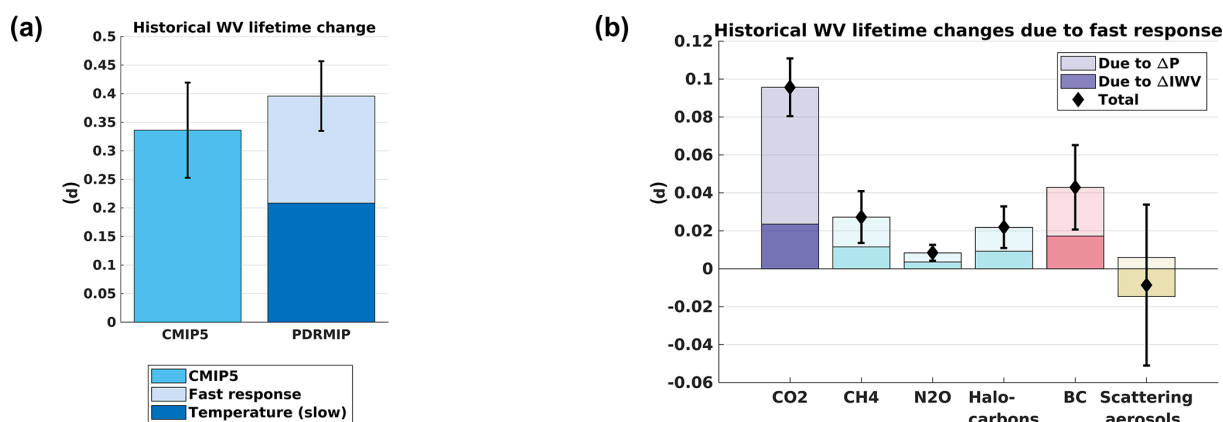 (a)
Historical WV lifetime change
0.5
0.45
0.4
0.35
0.3
0.25
0.2
0.15
0.1
0.05
0
(d)
CMIP5
PDRMIP
CMIP5
Fast response
Temperature (slow)
(b)
Historical WV lifetime changes due to fast response
0.12
0.1
0.08
0.06
0.04
0.02
0
-0.02
-0.04
-0.06
(d)
Due to ΔP
Due to ΔIWV
Total
CO2
CH4
N2O
Halo-
carbons
BC
Scattering
aerosols